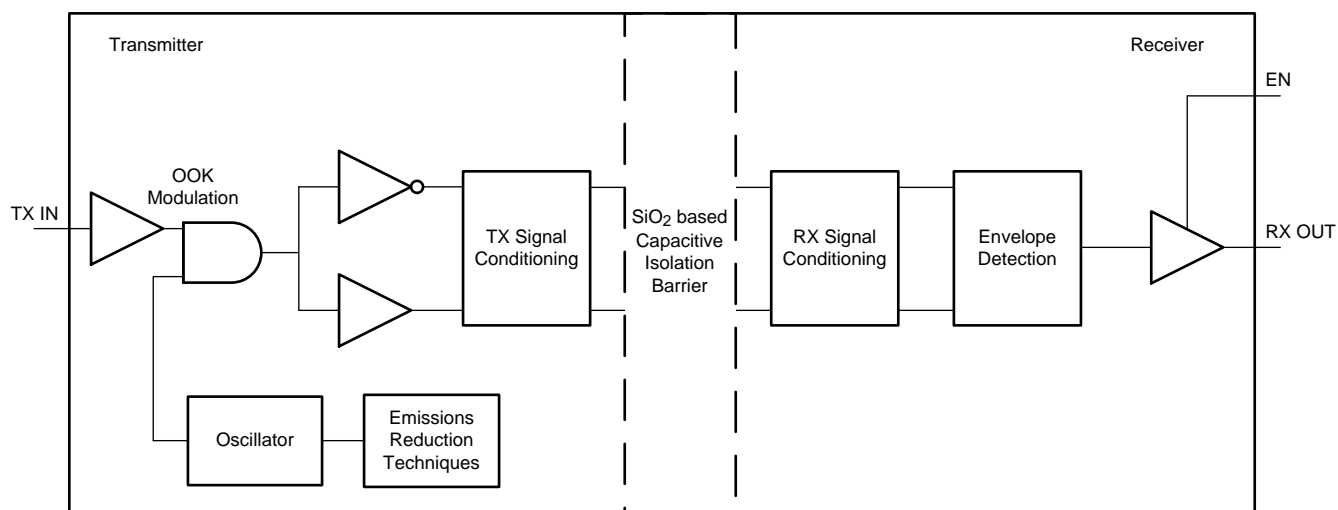 Transmitter
Receiver
EN
OOK
Modulation
TX IN
TX Signal
Conditioning
SiO₂ based
Capacitive
Isolation
Barrier
RX Signal
Conditioning
Envelope
Detection
RX OUT
Oscillator
Emissions
Reduction
Techniques